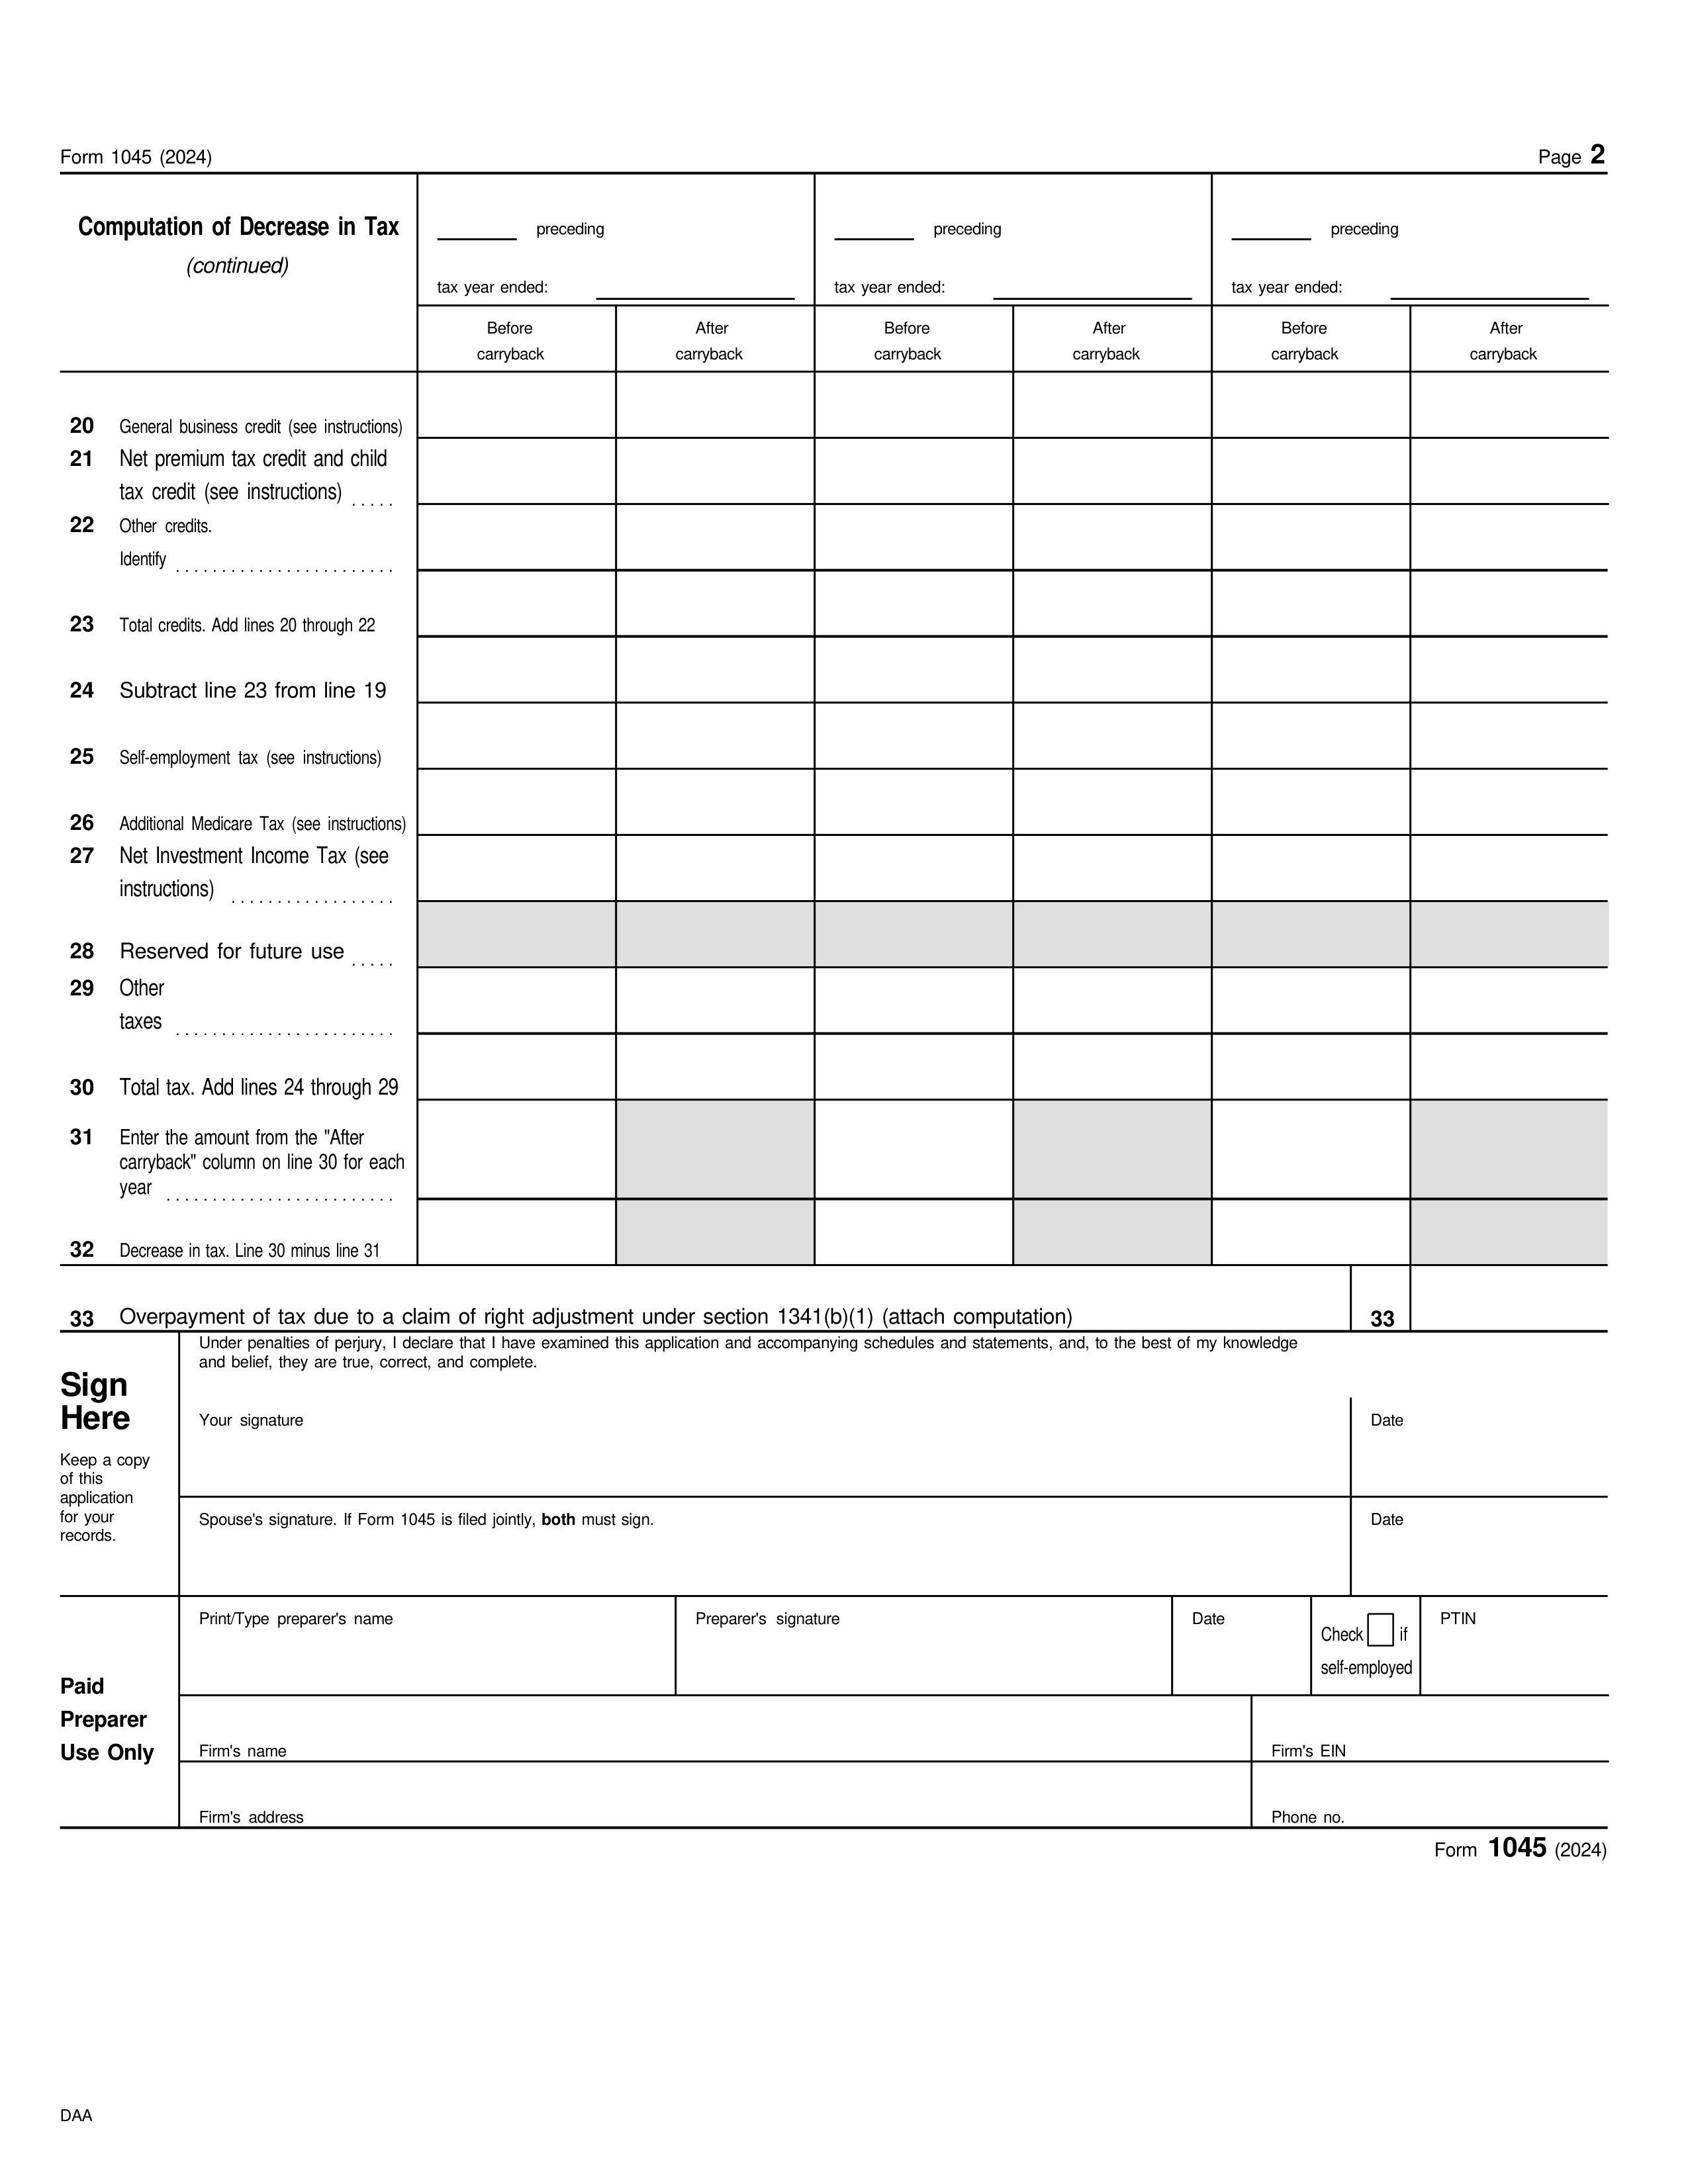 Form 1045 (2024) Page 2
Computation of Decrease in Tax
(continued)
preceding
tax year ended:
preceding
tax year ended:
preceding
tax year ended:
Before carryback
After carryback
Before carryback
After carryback
Before carryback
After carryback
20 General business credit (see instructions)
21 Net premium tax credit and child
tax credit (see instructions) .....
22 Other credits.
Identify ........................
23 Total credits. Add lines 20 through 22
24 Subtract line 23 from line 19
25 Self-employment tax (see instructions)
26 Additional Medicare Tax (see instructions)
27 Net Investment Income Tax (see
instructions) ..................
28 Reserved for future use .....
29 Other
taxes ........................
30 Total tax. Add lines 24 through 29
31 Enter the amount from the "After
carryback" column on line 30 for each
year .........................
32 Decrease in tax. Line 30 minus line 31
33 Overpayment of tax due to a claim of right adjustment under section 1341(b)(1) (attach computation) 33
Sign
Here
Keep a copy
of this
application
for your
records.
Under penalties of perjury, I declare that I have examined this application and accompanying schedules and statements, and, to the best of my knowledge
and belief, they are true, correct, and complete.
Your signature
Date
Spouse's signature. If Form 1045 is filed jointly, both must sign.
Date
Paid
Preparer
Use Only
Print/Type preparer's name
Preparer's signature
Date
Check if
self-employed
PTIN
Firm's name
Firm's EIN
Firm's address
Phone no.
Form 1045 (2024)
DAA